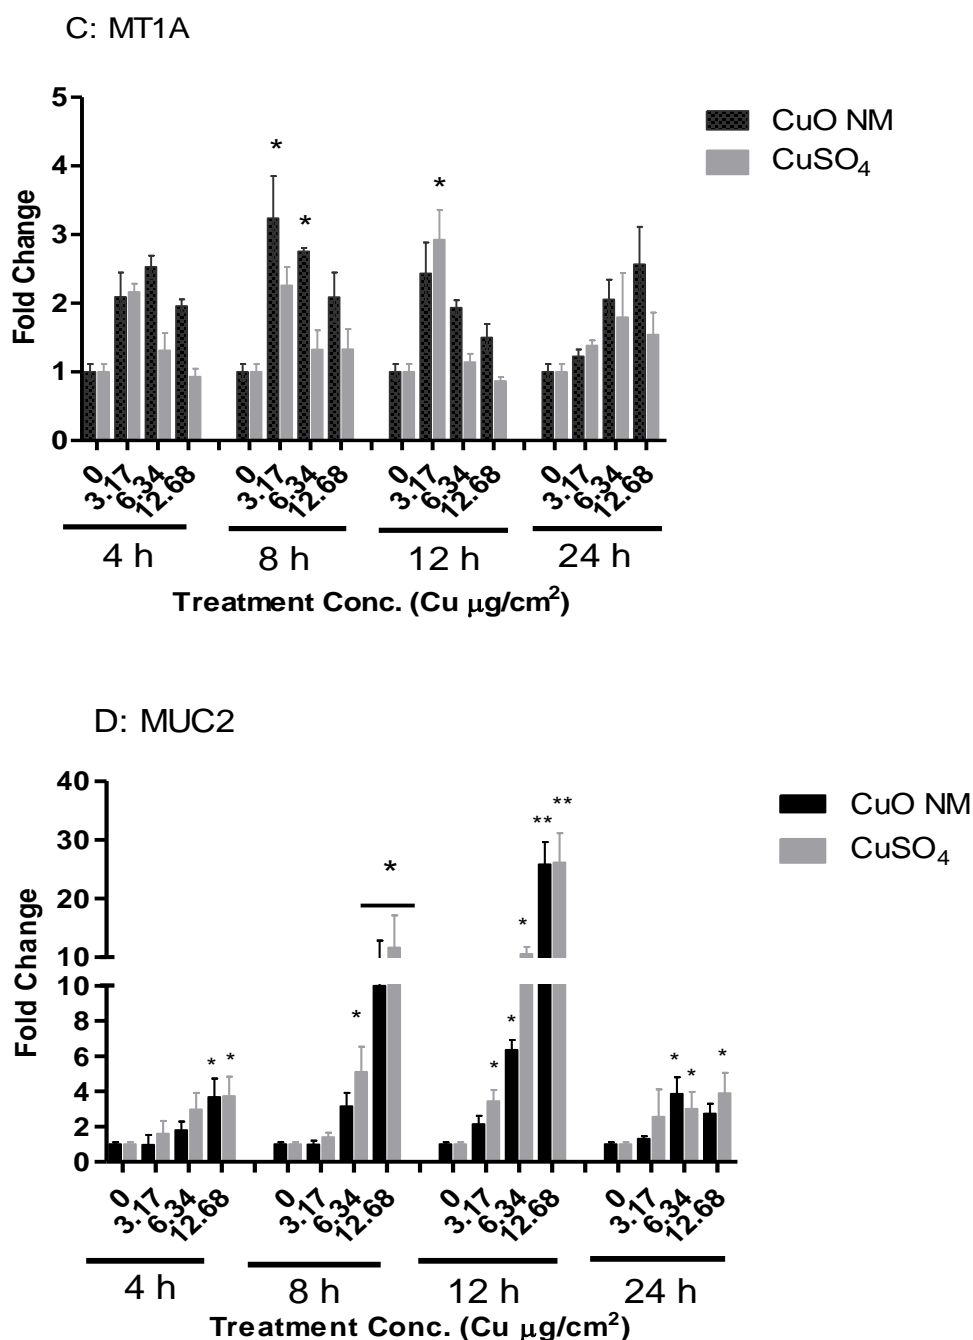 C: MT1A
5
4
3
2
1
0
Fold Change
* * *
CuO NM
CuSO4
0 3.17 6.34 12.68 0 3.17 6.34 12.68 0 3.17 6.34 12.68 0 3.17 6.34 12.68
4 h 8 h 12 h 24 h
Treatment Conc. (Cu μg/cm²)
D: MUC2
40
30
20
10
10
8
6
4
2
0
Fold Change
* * * * * * * ** ** * * *
CuO NM
CuSO4
0 3.17 6.34 12.68 0 3.17 6.34 12.68 0 3.17 6.34 12.68 0 3.17 6.34 12.68
4 h 8 h 12 h 24 h
Treatment Conc. (Cu μg/cm²)